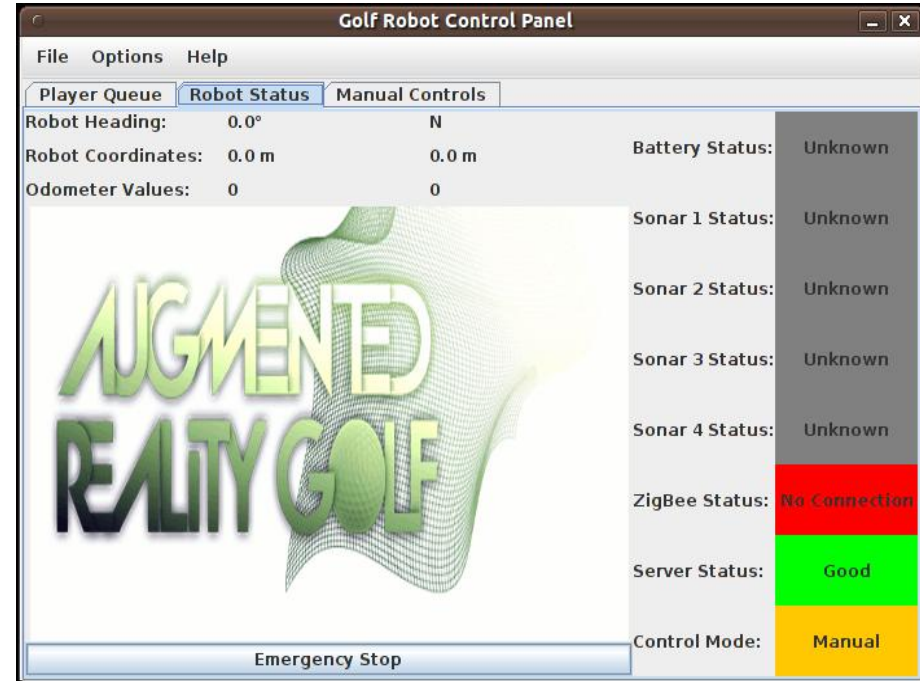 Golf Robot Control Panel
File Options Help
Player Queue Robot Status Manual Controls
Robot Heading: 0.0° N
Robot Coordinates: 0.0 m 0.0 m
Odometer Values: 0 0
AUGMENTED
REALITY GOLF
Emergency Stop
Battery Status: Unknown
Sonar 1 Status: Unknown
Sonar 2 Status: Unknown
Sonar 3 Status: Unknown
Sonar 4 Status: Unknown
ZigBee Status: No Connection
Server Status: Good
Control Mode: Manual